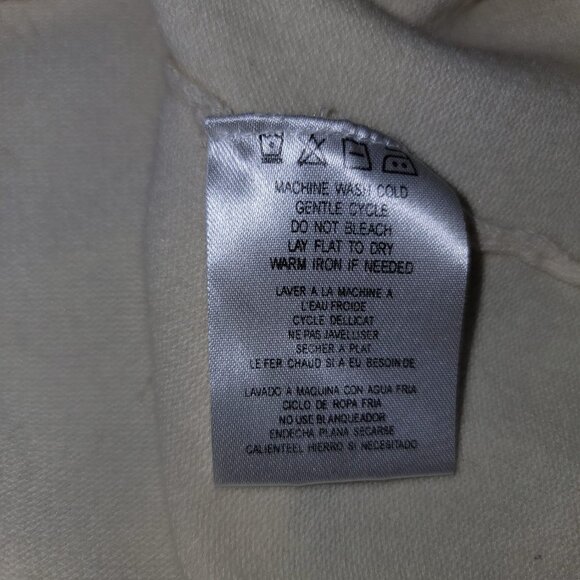 MACHINE WASH COLD
GENTLE CYCLE
DO NOT BLEACH
LAY FLAT TO DRY
WARM IRON IF NEEDED
LAVER A LA MACHINE A
L'EAU FROIDE
CYCLE DELLICAT
NE PAS JAVELLISER
SECHER A PLAT
LE FER CHAUD SI A EU BESOIN DE
LAVADO A MAQUINA CON AGUA FRIA
CICLO DE ROPA FRIA
NO USE BLANQUEADOR
ENDECHA PLANA SECARSE
CALIENTEEL HIERRO SI NECESITADO